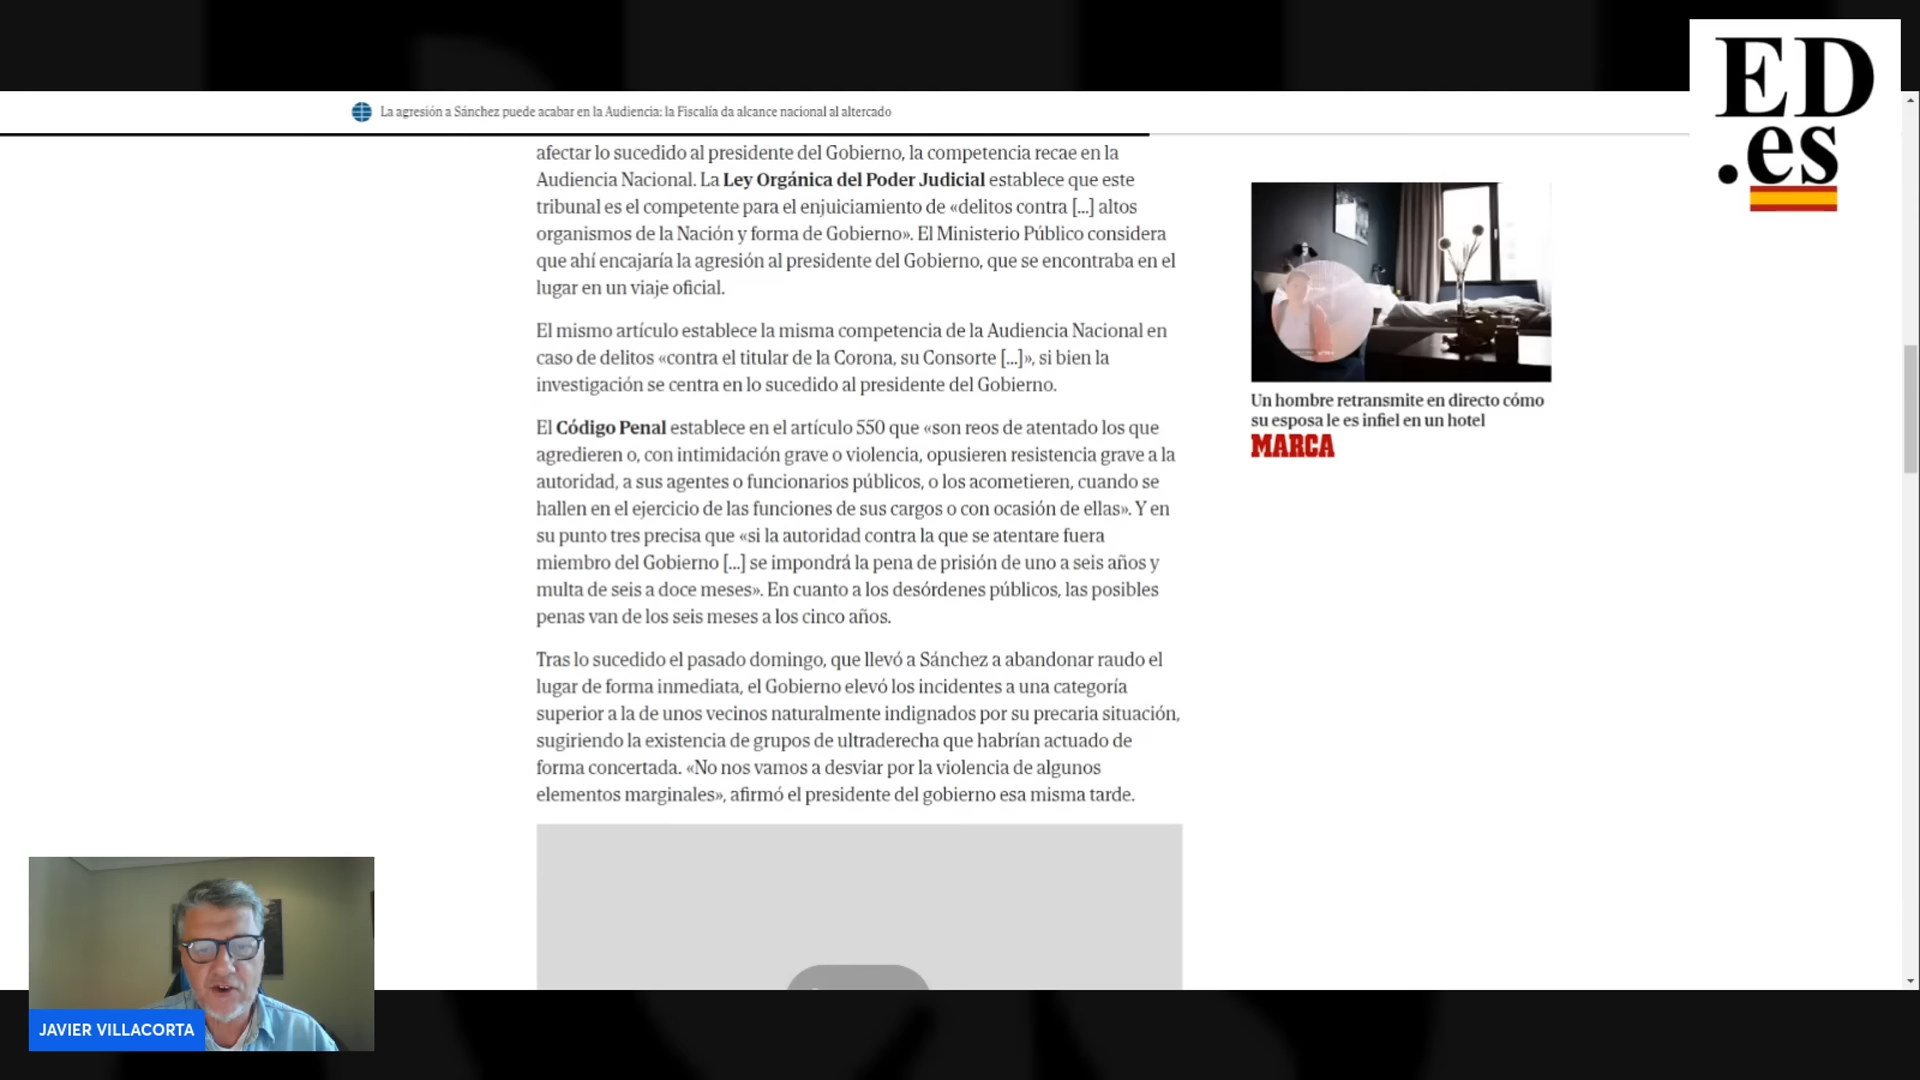 ED
.es
La agresión a Sánchez puede acabar en la Audiencia: la Fiscalía da alcance nacional al altercado
afectar lo sucedido al presidente del Gobierno, la competencia recae en la
Audiencia Nacional. La Ley Orgánica del Poder Judicial establece que este
tribunal es el competente para el enjuiciamiento de «delitos contra [...] altos
organismos de la Nación y forma de Gobierno». El Ministerio Público considera
que ahí encajaría la agresión al presidente del Gobierno, que se encontraba en el
lugar en un viaje oficial.
El mismo artículo establece la misma competencia de la Audiencia Nacional en
caso de delitos «contra el titular de la Corona, su Consorte [...]», si bien la
investigación se centra en lo sucedido al presidente del Gobierno.
El Código Penal establece en el artículo 550 que «son reos de atentado los que
agredieren o, con intimidación grave o violencia, opusieren resistencia grave a la
autoridad, a sus agentes o funcionarios públicos, o los acometieren, cuando se
hallen en el ejercicio de las funciones de sus cargos o con ocasión de ellas». Y en
su punto tres precisa que «si la autoridad contra la que se atentare fuera
miembro del Gobierno [...] se impondrá la pena de prisión de uno a seis años y
multa de seis a doce meses». En cuanto a los desórdenes públicos, las posibles
penas van de los seis meses a los cinco años.
Tras lo sucedido el pasado domingo, que llevó a Sánchez a abandonar raudo el
lugar de forma inmediata, el Gobierno elevó los incidentes a una categoría
superior a la de unos vecinos naturalmente indignados por su precaria situación,
sugiriendo la existencia de grupos de ultraderecha que habrían actuado de
forma concertada. «No nos vamos a desviar por la violencia de algunos
elementos marginales», afirmó el presidente del gobierno esa misma tarde.
Un hombre retransmite en directo cómo
su esposa le es infiel en un hotel
MARCA
JAVIER VILLACORTA